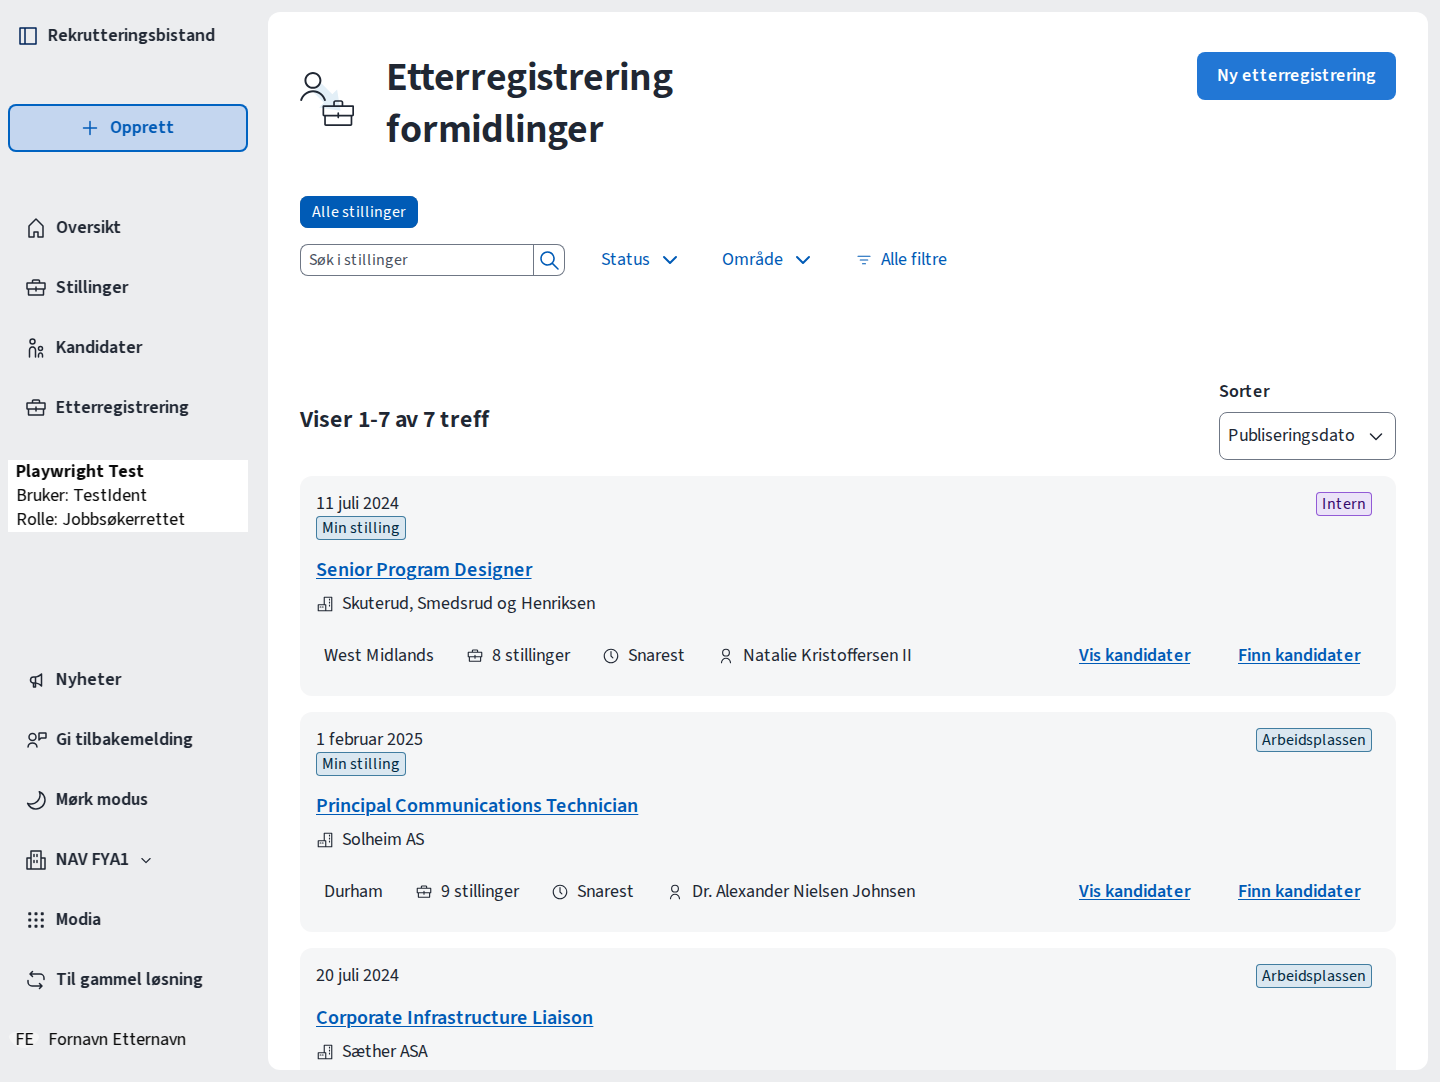 Rekrutteringsbistand
Opprett
Oversikt
Stillinger
Kandidater
Etterregistrering
Playwright Test
Bruker: TestIdent
Rolle: Jobbsøkerrettet
Nyheter
Gi tilbakemelding
Mørk modus
NAV FYA1
Modia
Til gammel løsning
FE Fornavn Etternavn
Etterregistrering
formidlinger
Ny etterregistrering
Alle stillinger
Søk i stillinger
Status
Område
Alle filtre
Viser 1-7 av 7 treff
Sorter
Publiseringsdato
11 juli 2024
Intern
Min stilling
Senior Program Designer
Skuterud, Smedsrud og Henriksen
West Midlands 8 stillinger Snarest Natalie Kristoffersen II Vis kandidater Finn kandidater
1 februar 2025
Arbeidsplassen
Min stilling
Principal Communications Technician
Solheim AS
Durham 9 stillinger Snarest Dr. Alexander Nielsen Johnsen Vis kandidater Finn kandidater
20 juli 2024
Arbeidsplassen
Corporate Infrastructure Liaison
Sæther ASA